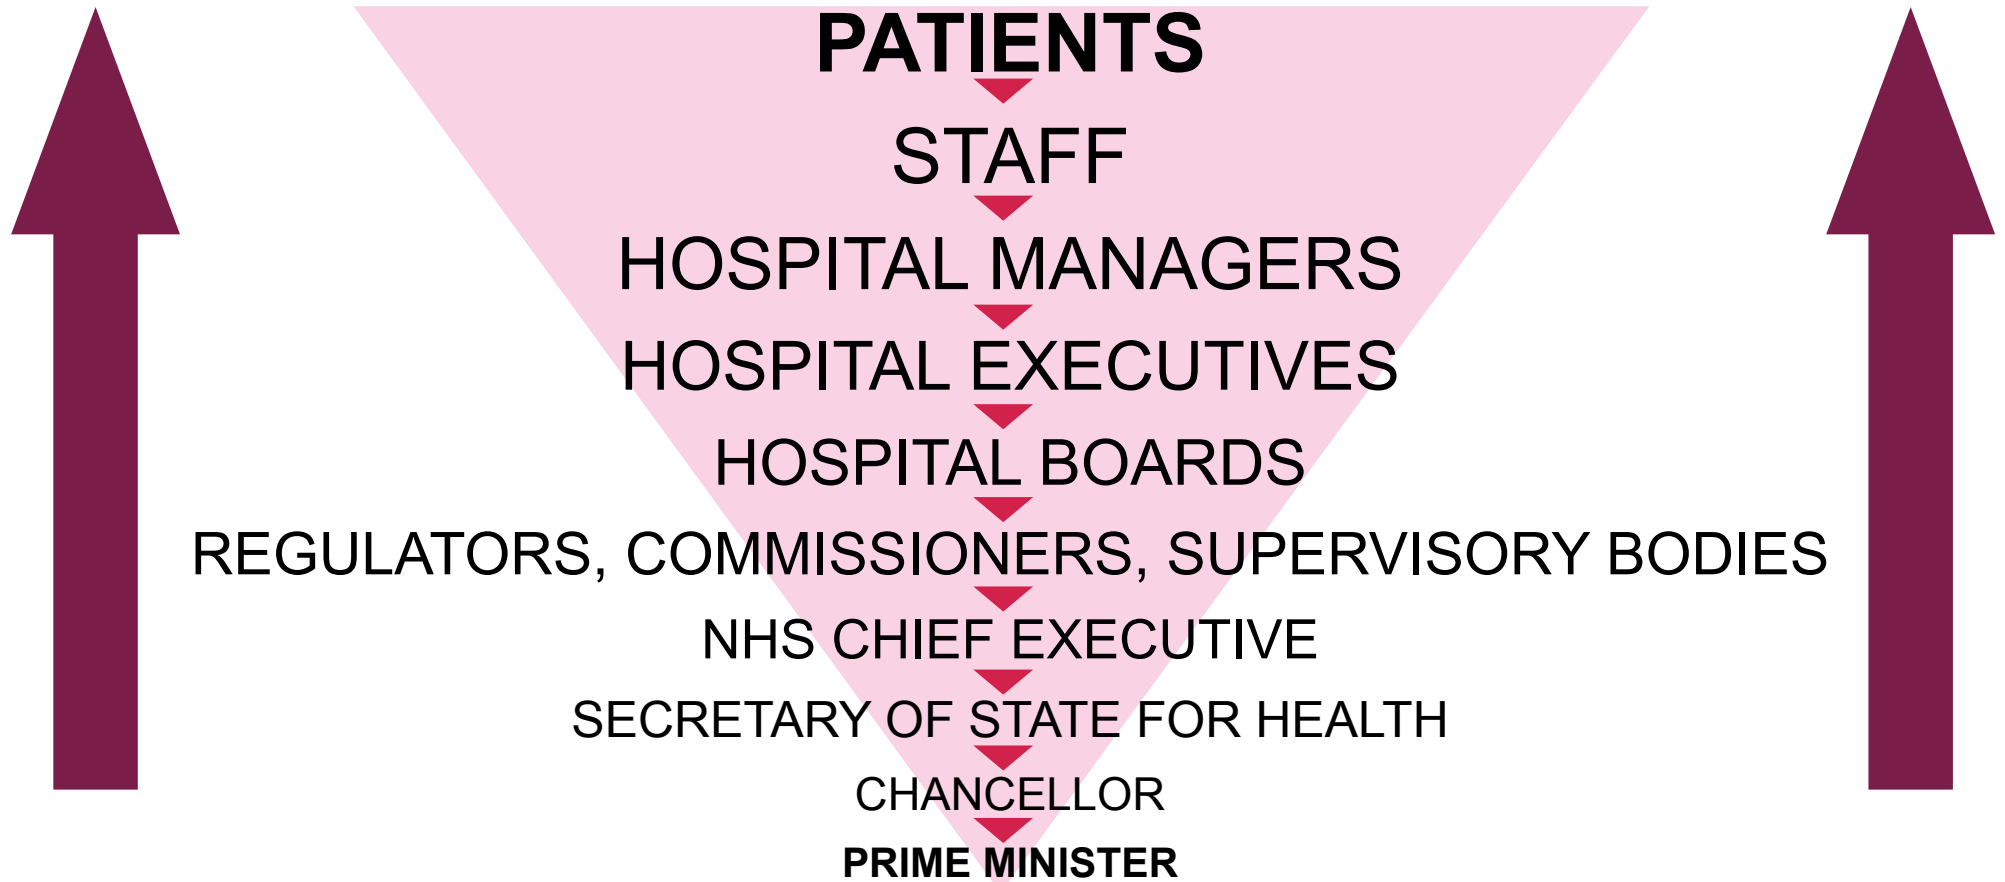 PATIENTS
STAFF
HOSPITAL MANAGERS
HOSPITAL EXECUTIVES
HOSPITAL BOARDS
REGULATORS, COMMISSIONERS, SUPERVISORY BODIES
NHS CHIEF EXECUTIVE
SECRETARY OF STATE FOR HEALTH
CHANCELLOR
PRIME MINISTER